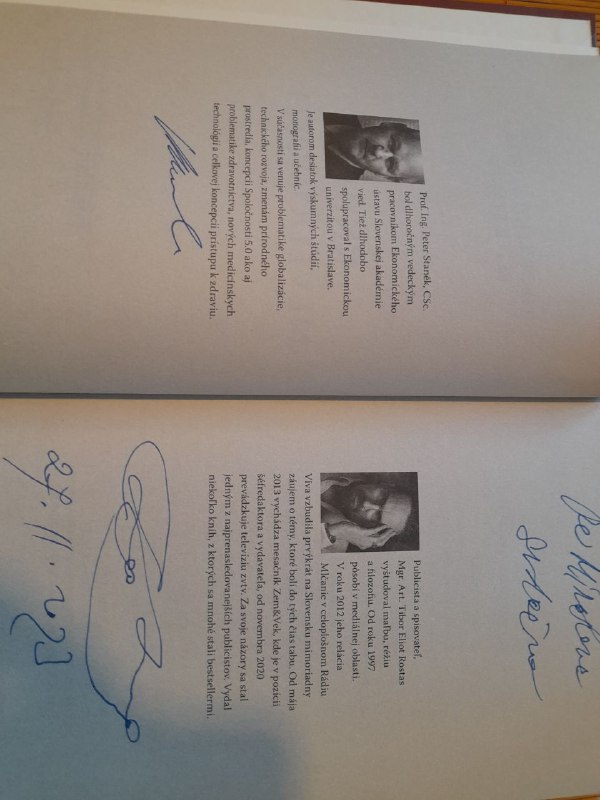 Prof. Ing. Peter Staněk, CSc.
bol dlhoročným vedeckým
pracovníkom Ekonomického
ústavu Slovenskej akadémie
vied. Tiež dlhodobo
spolupracoval s Ekonomickou
univerzitou v Bratislave.
Je autorom desiatok výskumných štúdií,
monografií a učebníc.
V súčasnosti sa venuje problematike globalizácie,
technického rozvoja, zmenám prírodného
prostredia, koncepcii Spoločnosti 5.0 ako aj
problematike zdravotníctva, nových medicínskych
technológií a celkovej koncepcii prístupu k zdraviu.
Publicista a spisovateľ,
Mgr. Art. Tibor Eliot Rostas
vyštudoval maľbu, réžiu
a filozofiu. Od roku 1997
pôsobí v mediálnej oblasti.
V roku 2012 jeho relácia
Mlčanie v celoplošnom Rádiu
Viva vzbudila prvýkrát na Slovensku mimoriadny
záujem o témy, ktoré boli do tých čias tabu. Od mája
2013 vychádza mesačník Zem&Vek, kde je v pozícii
šéfredaktora a vydavateľa, od novembra 2020
prevádzkuje televíziu zvtv. Za svoje názory sa stal
jedným z najprenasledovanejších publicistov. Vydal
niekoľko kníh, z ktorých sa mnohé stali bestsellermi.